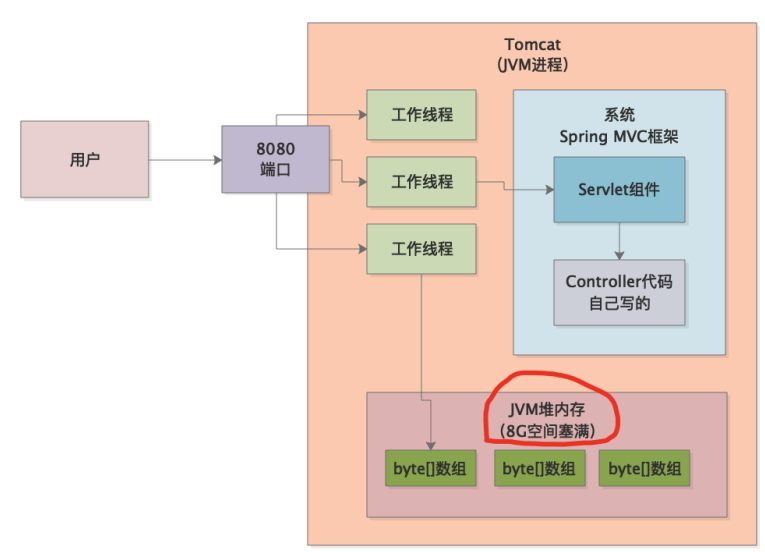 Tomcat
（JVM进程）
工作线程
系统
Spring MVC框架
用户
8080
端口
工作线程
Servlet组件
工作线程
Controller代码
自己写的
JVM堆内存
（8G空间塞满）
byte[]数组
byte[]数组
byte[]数组